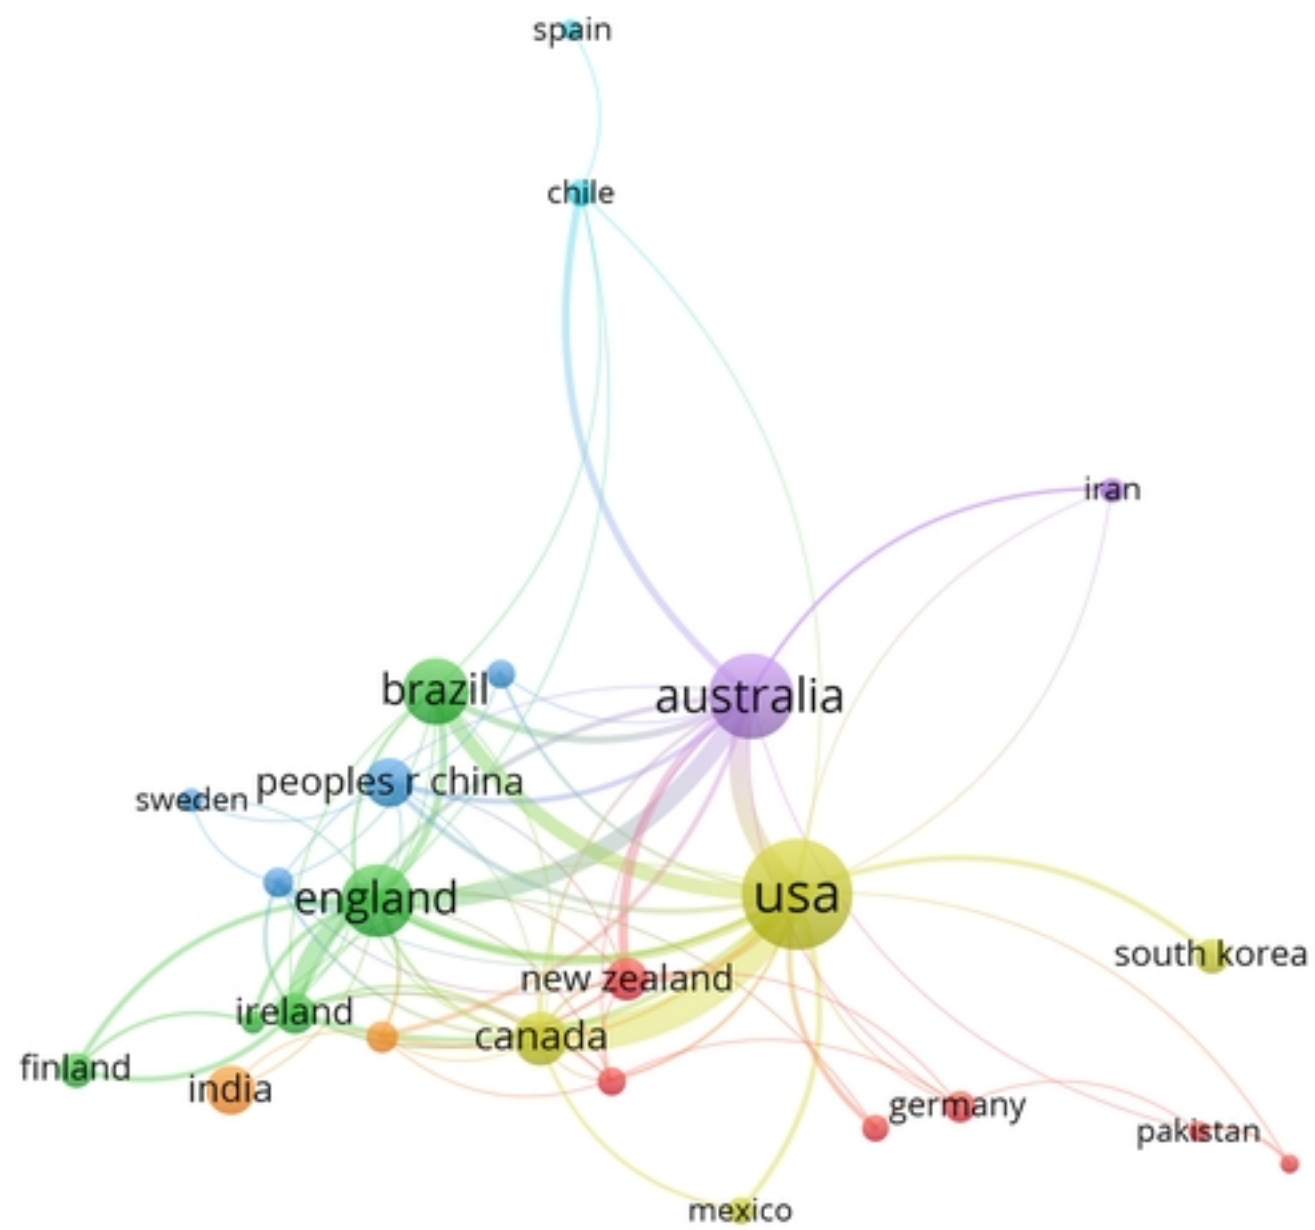 spain
chile
iran
brazil
australia
peoples r china
sweden
england
usa
south korea
new zealand
ireland
canada
finland
india
germany
pakistan
mexico